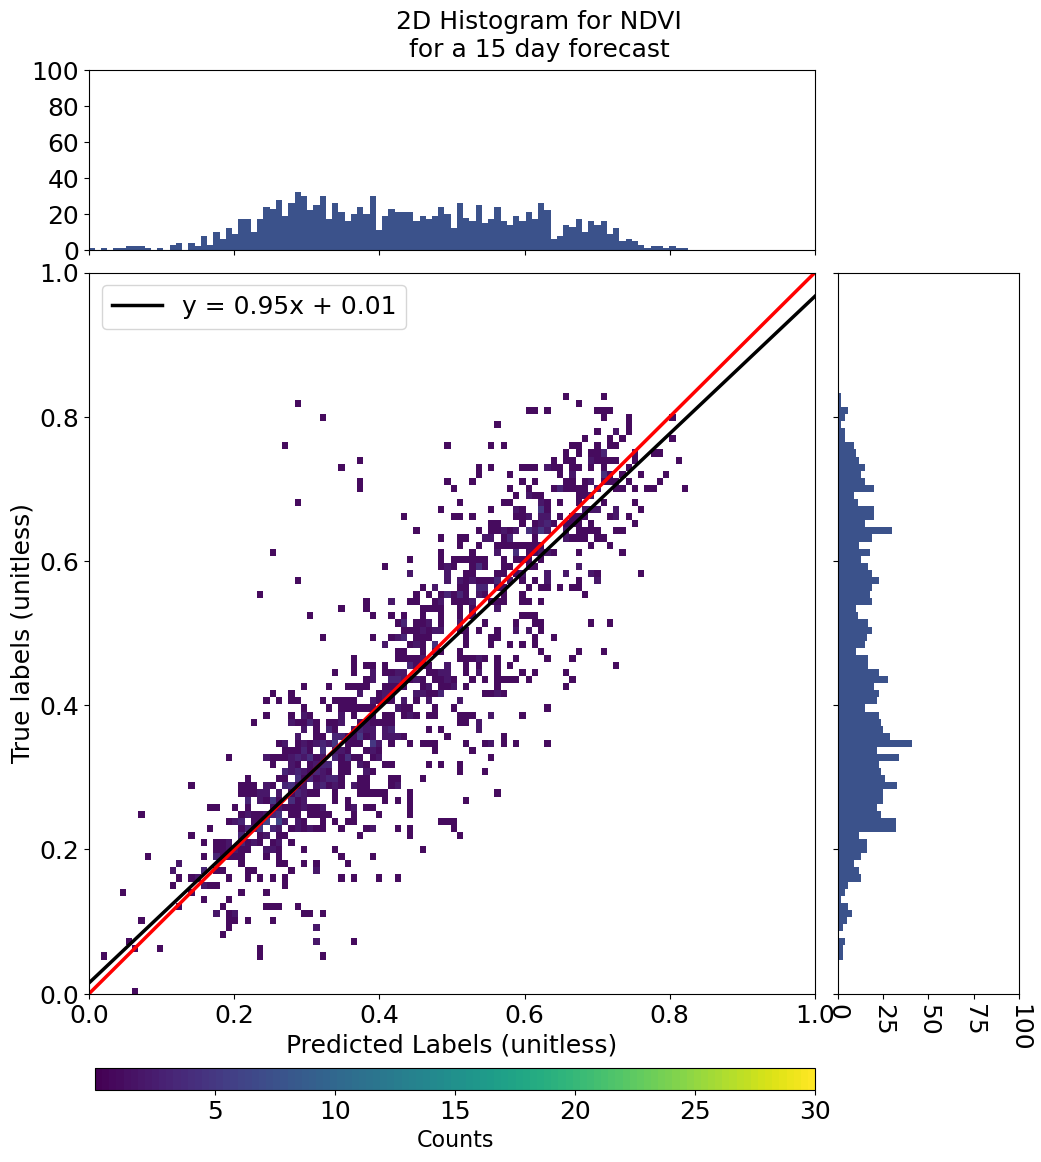 2D Histogram for NDVI
for a 15 day forecast
100
80
60
40
20
0
1.0
0.8
0.6
0.4
0.2
0.0
True labels (unitless)
y = 0.95x + 0.01
0.0 0.2 0.4 0.6 0.8 1.0
Predicted Labels (unitless)
0 25 50 75 100
5 10 15 20 25 30
Counts